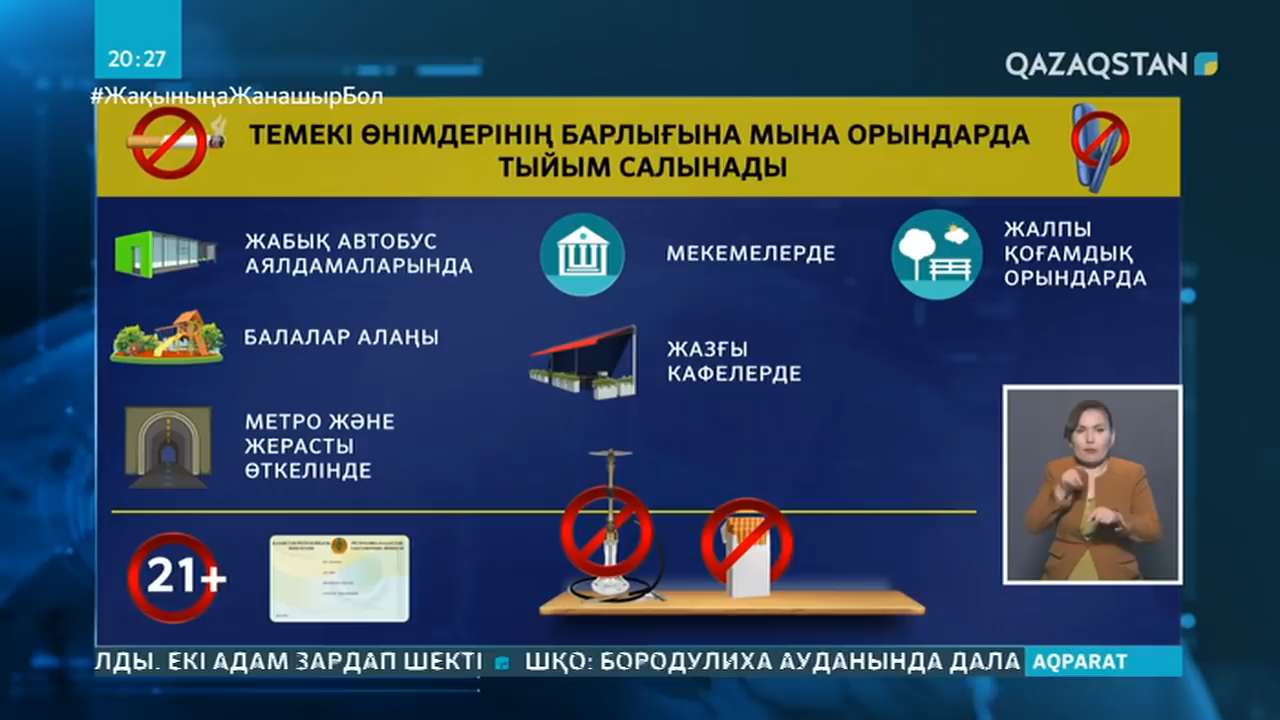 20:27
QAZAQSTAN
#ЖақыныңаЖанашырБол
ТЕМЕКІ ӨНІМДЕРІНІҢ БАРЛЫҒЫНА МЫНА ОРЫНДАРДА
ТЫЙЫМ САЛЫНАДЫ
ЖАБЫҚ АВТОБУС
АЯЛДАМАЛАРЫНДА
МЕКЕМЕЛЕРДЕ
ЖАЛПЫ
ҚОҒАМДЫҚ
ОРЫНДАРДА
БАЛАЛАР АЛАҢЫ
ЖАЗҒЫ
КАФЕЛЕРДЕ
МЕТРО ЖӘНЕ
ЖЕРАСТЫ
ӨТКЕЛІНДЕ
21+
ЛДЫ. ЕКІ АДАМ ЗАРДАП ШЕКТІ ШҚО: БОРОДУЛИХА АУДАНЫНДА ДАЛА
AQPARAT